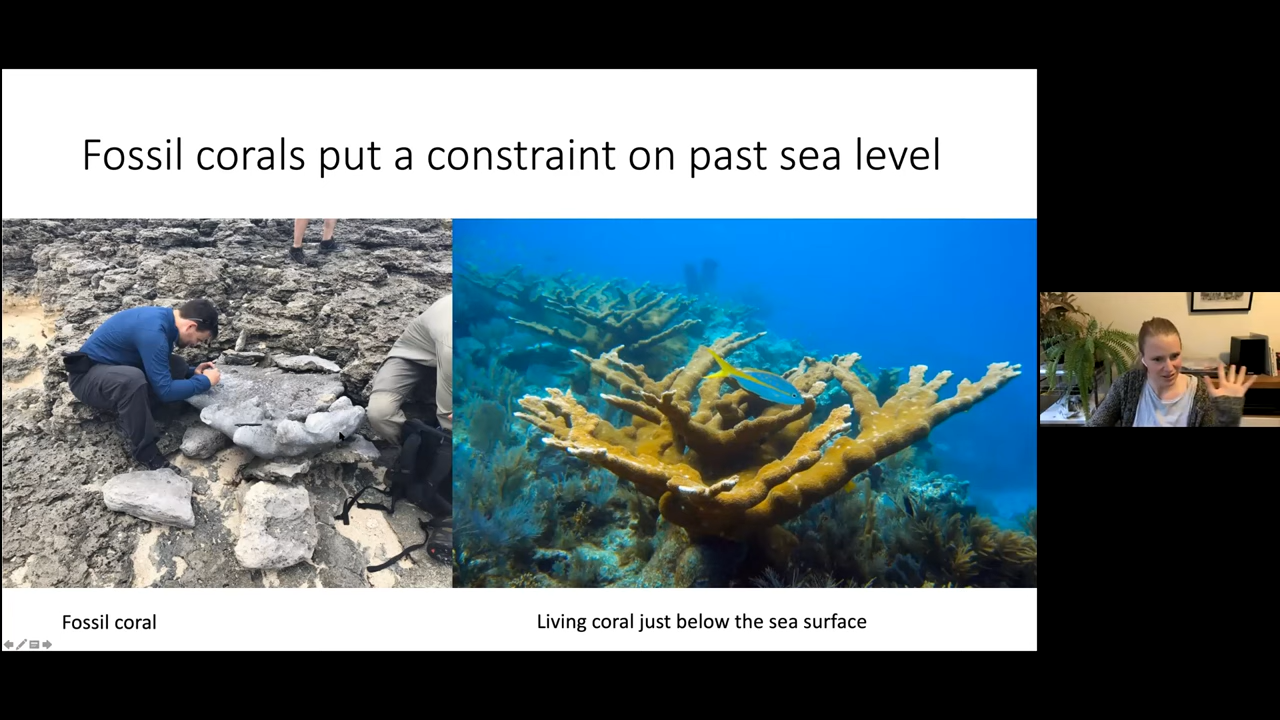 Fossil corals put a constraint on past sea level
Fossil coral
Living coral just below the sea surface